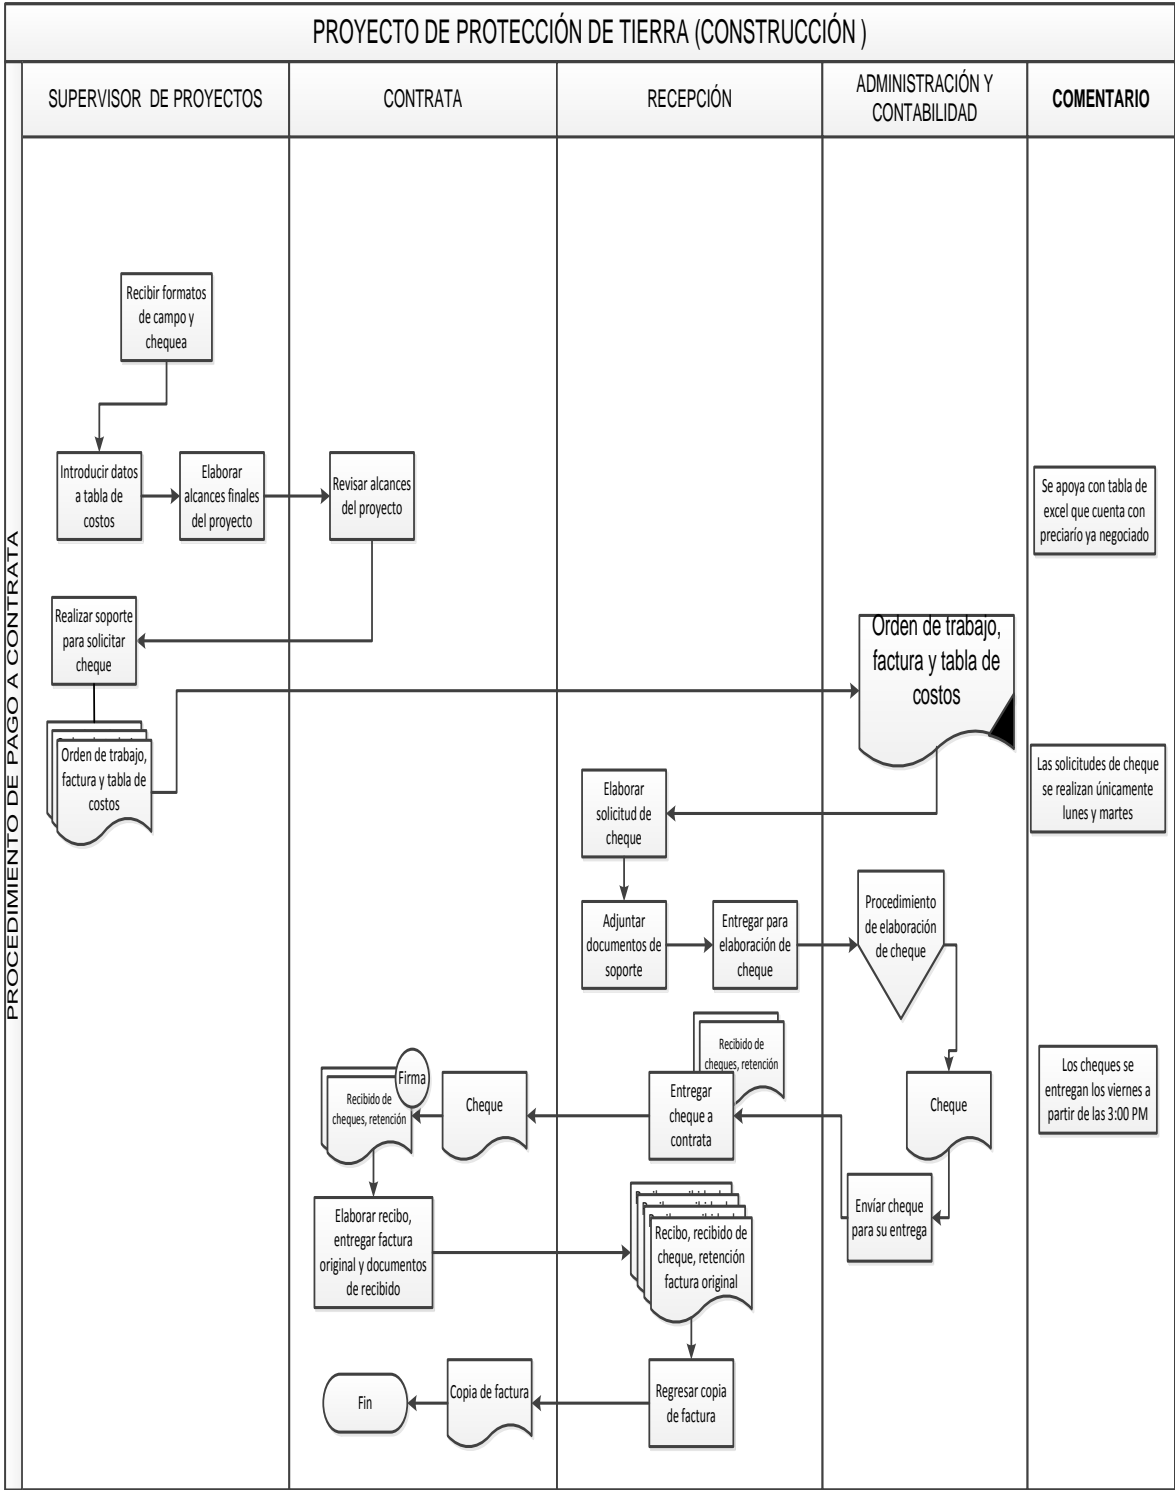 PROYECTO DE PROTECCIÓN DE TIERRA (CONSTRUCCIÓN )
SUPERVISOR DE PROYECTOS
CONTRATA
RECEPCIÓN
ADMINISTRACIÓN Y
CONTABILIDAD
COMENTARIO
PROCEDIMIENTO DE PAGO A CONTRATA
Recibir formatos
de campo y
chequea
Introducir datos
a tabla de
costos
Elaborar
alcances finales
del proyecto
Revisar alcances
del proyecto
Se apoya con tabla de
excel que cuenta con
preciarío ya negociado
Realizar soporte
para solicitar
cheque
Orden de trabajo,
factura y tabla de
costos
Orden de trabajo,
factura y tabla de
costos
Elaborar
solicitud de
cheque
Las solicitudes de cheque
se realizan únicamente
lunes y martes
Adjuntar
documentos de
soporte
Entregar para
elaboración de
cheque
Procedimiento
de elaboración
de cheque
Recibido de
cheques, retención
Firma
Recibido de
cheques, retención
Cheque
Entregar
cheque a
contrata
Cheque
Los cheques se
entregan los viernes a
partir de las 3:00 PM
Envíar cheque
para su entrega
Elaborar recibo,
entregar factura
original y documentos
de recibido
Recibo, recibido de
cheque, retención
factura original
Fin
Copia de factura
Regresar copia
de factura